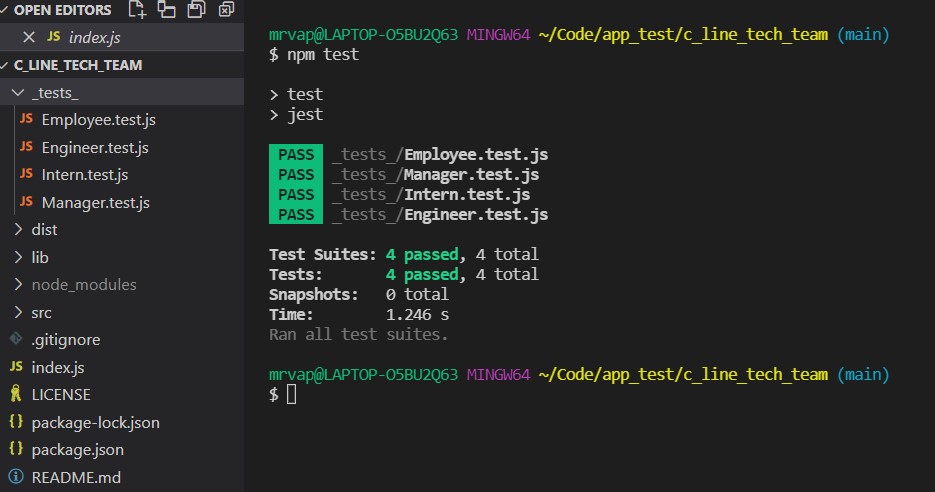 OPEN EDITORS
JS index.js
C_LINE_TECH_TEAM
_tests_
JS Employee.test.js
JS Engineer.test.js
JS Intern.test.js
JS Manager.test.js
dist
lib
node_modules
src
.gitignore
JS index.js
LICENSE
{} package-lock.json
{} package.json
README.md
mrvap@LAPTOP-O5BU2Q63 MINGW64 ~/Code/app_test/c_line_tech_team (main)
$ npm test
> test
> jest
PASS _tests_/Employee.test.js
PASS _tests_/Manager.test.js
PASS _tests_/Intern.test.js
PASS _tests_/Engineer.test.js
Test Suites: 4 passed, 4 total
Tests: 4 passed, 4 total
Snapshots: 0 total
Time: 1.246 s
Ran all test suites.
mrvap@LAPTOP-O5BU2Q63 MINGW64 ~/Code/app_test/c_line_tech_team (main)
$